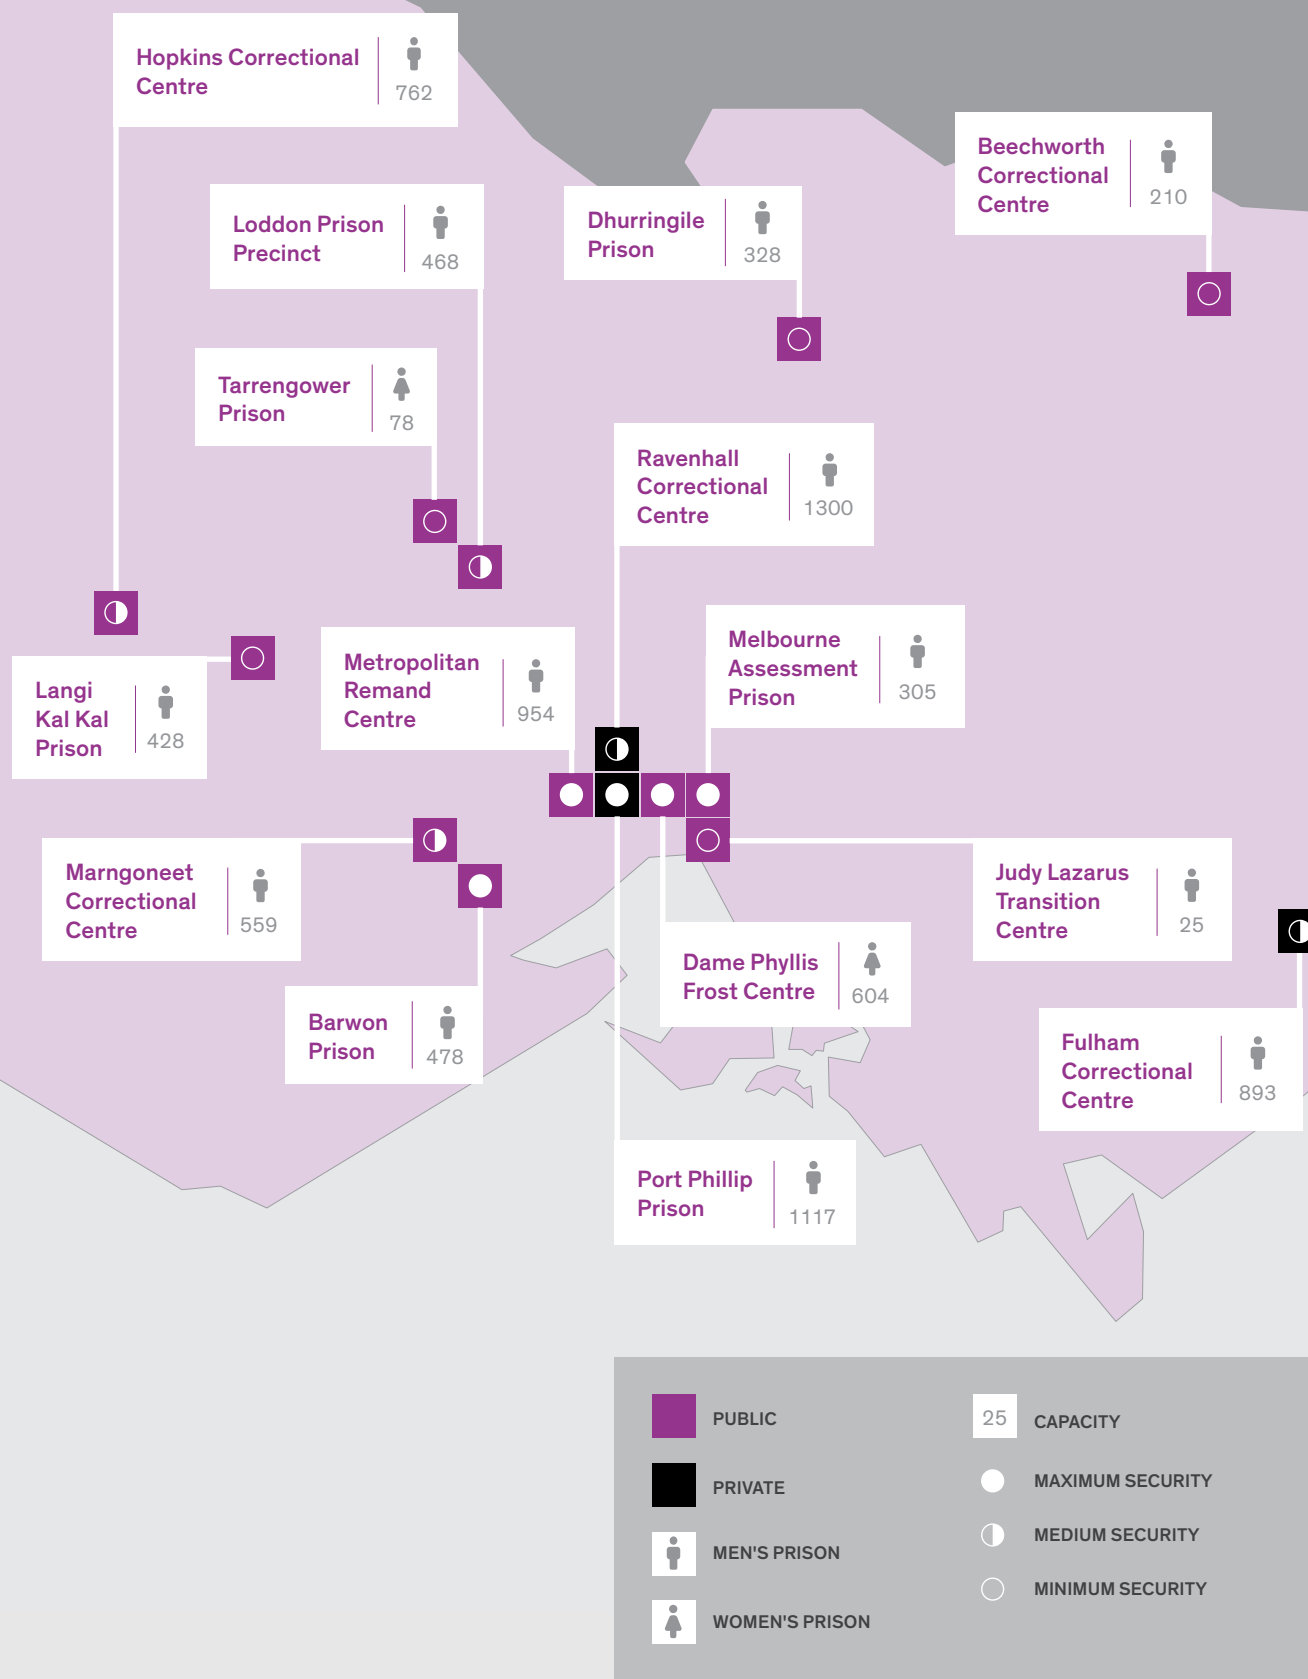 Hopkins Correctional
Centre
762
Beechworth
Correctional
Centre
210
Loddon Prison
Precinct
468
Dhurringile
Prison
328
Tarrengower
Prison
78
Ravenhall
Correctional
Centre
1300
Langi
Kal Kal
Prison
428
Metropolitan
Remand
Centre
954
Melbourne
Assessment
Prison
305
Marngoneet
Correctional
Centre
559
Judy Lazarus
Transition
Centre
25
Barwon
Prison
478
Dame Phyllis
Frost Centre
604
Fulham
Correctional
Centre
893
Port Phillip
Prison
1117
PUBLIC
PRIVATE
MEN'S PRISON
WOMEN'S PRISON
25
CAPACITY
MAXIMUM SECURITY
MEDIUM SECURITY
MINIMUM SECURITY